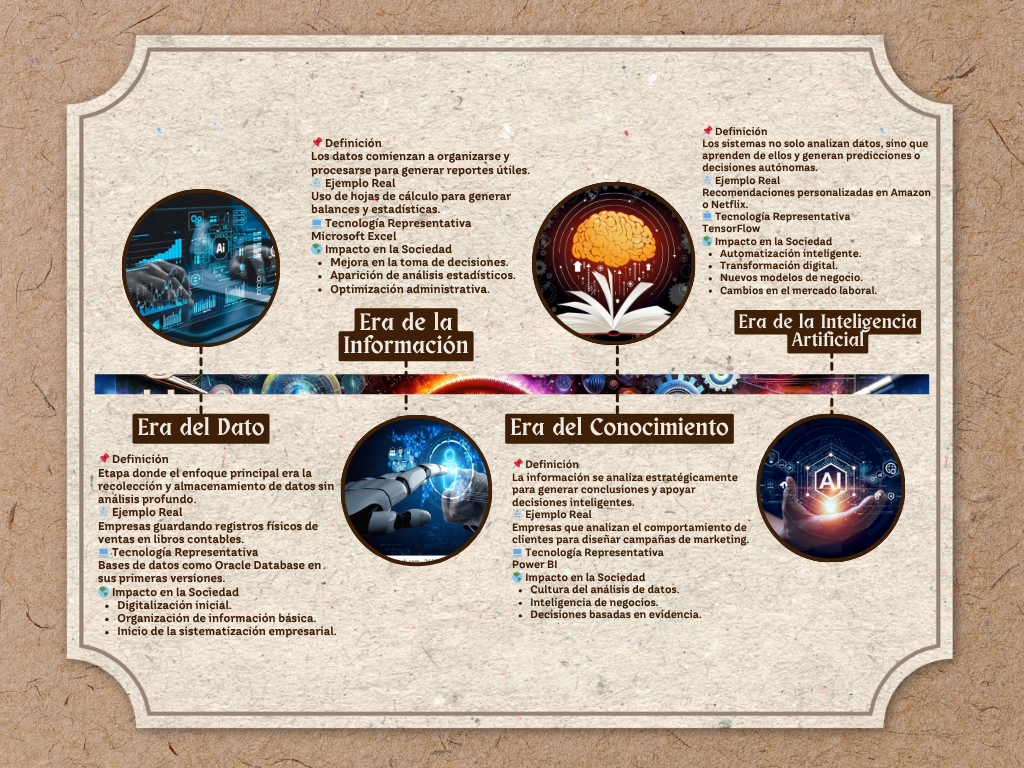 Era del Dato
📌 Definición
Etapa donde el enfoque principal era la
recolección y almacenamiento de datos sin
análisis profundo.
Ejemplo Real
Empresas guardando registros físicos de
ventas en libros contables.
💻 Tecnología Representativa
Bases de datos como Oracle Database en
sus primeras versiones.
🌎 Impacto en la Sociedad
• Digitalización inicial.
• Organización de información básica.
• Inicio de la sistematización empresarial.
📌 Definición
Los datos comienzan a organizarse y
procesarse para generar reportes útiles.
Ejemplo Real
Uso de hojas de cálculo para generar
balances y estadísticas.
💻 Tecnología Representativa
Microsoft Excel
🌎 Impacto en la Sociedad
• Mejora en la toma de decisiones.
• Aparición de análisis estadísticos.
• Optimización administrativa.
Era de la
Información
Era del Conocimiento
📌 Definición
La información se analiza estratégicamente
para generar conclusiones y apoyar
decisiones inteligentes.
Ejemplo Real
Empresas que analizan el comportamiento de
clientes para diseñar campañas de marketing.
💻 Tecnología Representativa
Power BI
🌎 Impacto en la Sociedad
• Cultura del análisis de datos.
• Inteligencia de negocios.
• Decisiones basadas en evidencia.
📌 Definición
Los sistemas no solo analizan datos, sino que
aprenden de ellos y generan predicciones o
decisiones autónomas.
Ejemplo Real
Recomendaciones personalizadas en Amazon
o Netflix.
💻 Tecnología Representativa
TensorFlow
🌎 Impacto en la Sociedad
• Automatización inteligente.
• Transformación digital.
• Nuevos modelos de negocio.
• Cambios en el mercado laboral.
Era de la Inteligencia
Artificial
Ai
AI